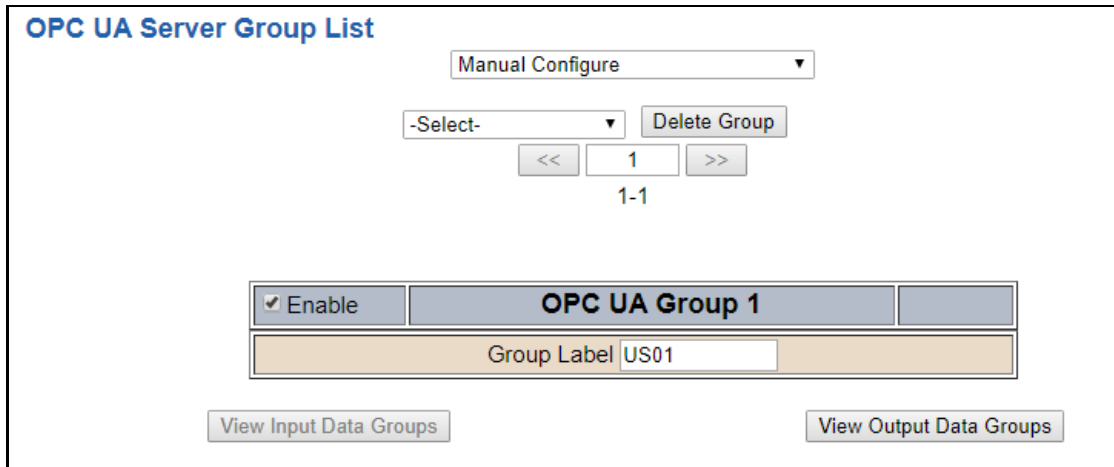 OPC UA Server Group List
Manual Configure
-Select- Delete Group
<< 1 >>
1-1
Enable OPC UA Group 1
Group Label US01
View Input Data Groups View Output Data Groups